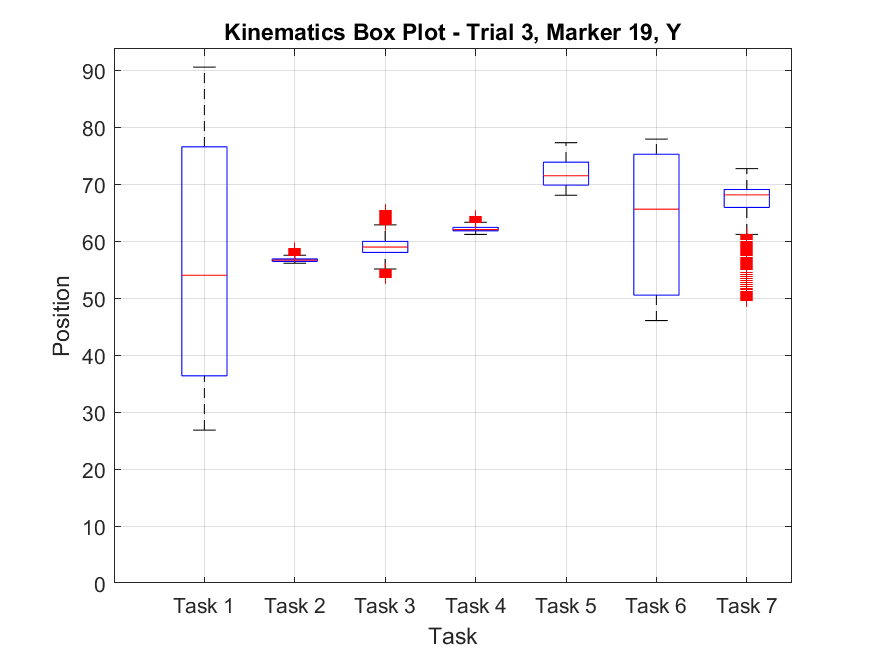 Kinematics Box Plot - Trial 3, Marker 19, Y
90
80
70
60
50
40
30
20
10
0
Position
Task 1 Task 2 Task 3 Task 4 Task 5 Task 6 Task 7
Task